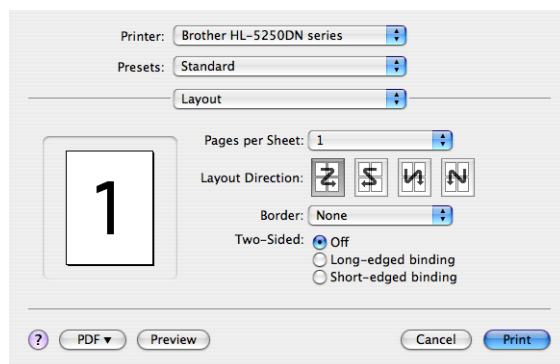 Printer: Brother HL-5250DN series
Presets: Standard
Layout
Pages per Sheet: 1
Layout Direction:
Border: None
Two-Sided: Off
Long-edged binding
Short-edged binding
1
? PDF▼ Preview Cancel Print